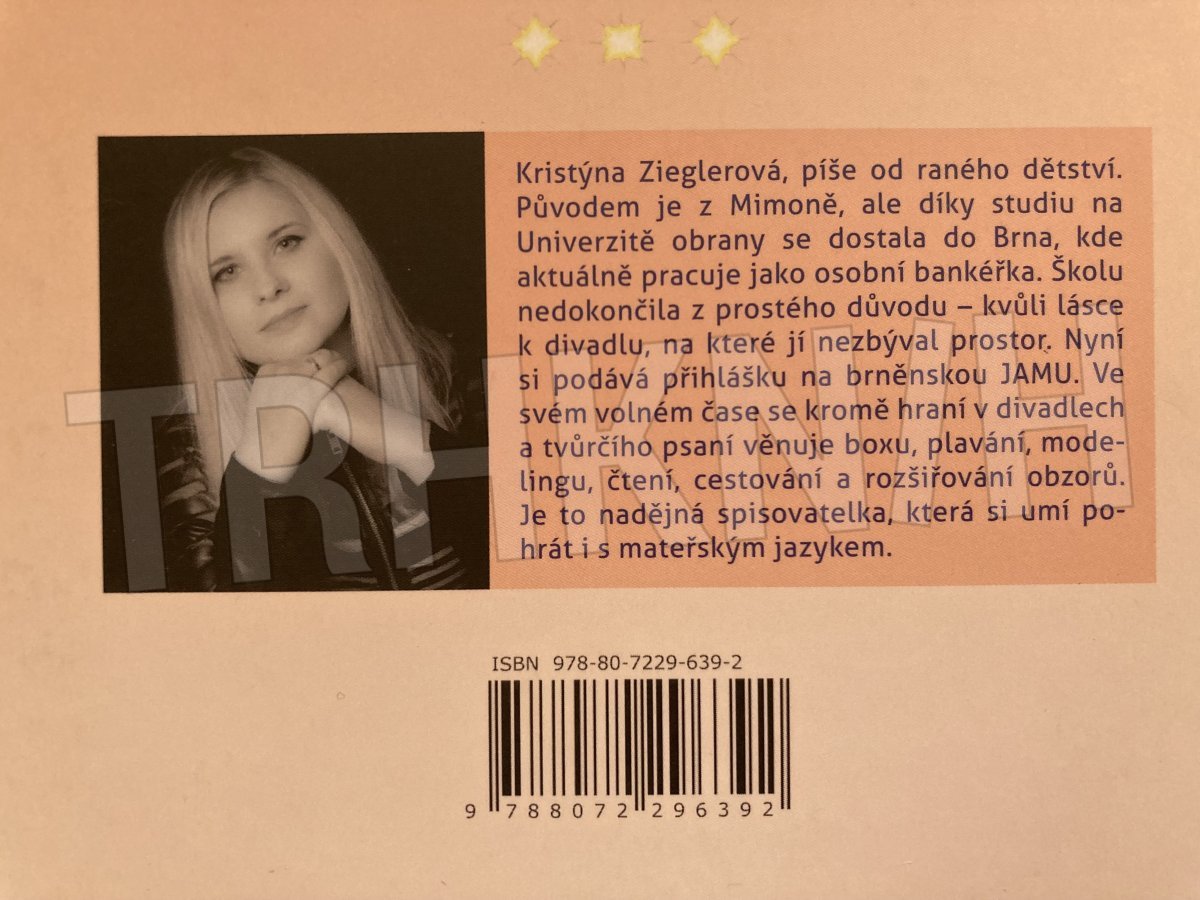 Kristýna Zieglerová, píše od raného dětství.
Původem je z Mimoně, ale díky studiu na
Univerzitě obrany se dostala do Brna, kde
aktuálně pracuje jako osobní bankéřka. Školu
nedokončila z prostého důvodu – kvůli lásce
k divadlu, na které jí nezbýval prostor. Nyní
si podává přihlášku na brněnskou JAMU. Ve
svém volném čase se kromě hraní v divadlech
a tvůrčího psaní věnuje boxu, plavání, mode-
lingu, čtení, cestování a rozšiřování obzorů.
Je to nadějná spisovatelka, která si umí po-
hrát i s mateřským jazykem.
TRHKNIH
ISBN 978-80-7229-639-2
9 788072 296392